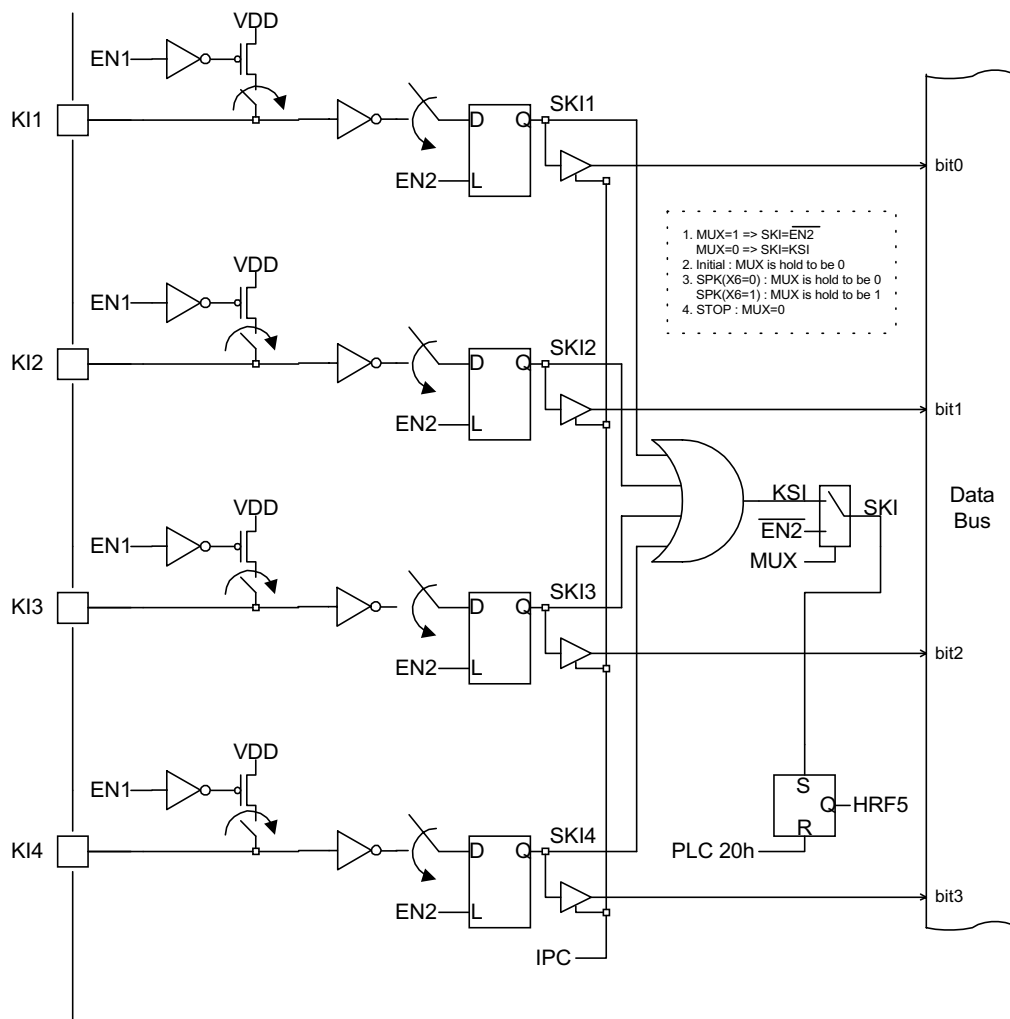 VDD
EN1
KI1
D
Q
SKI1
EN2
L
bit0
1. MUX=1 => SKI=EN2
MUX=0 => SKI=KSI
2. Initial : MUX is hold to be 0
3. SPK(X6=0) : MUX is hold to be 0
SPK(X6=1) : MUX is hold to be 1
4. STOP : MUX=0
VDD
EN1
KI2
D
Q
SKI2
EN2
L
bit1
KSI
SKI
EN2
MUX
Data
Bus
VDD
EN1
KI3
D
Q
SKI3
EN2
L
bit2
VDD
EN1
KI4
D
Q
SKI4
EN2
L
S
Q
HRF5
R
PLC 20h
bit3
IPC